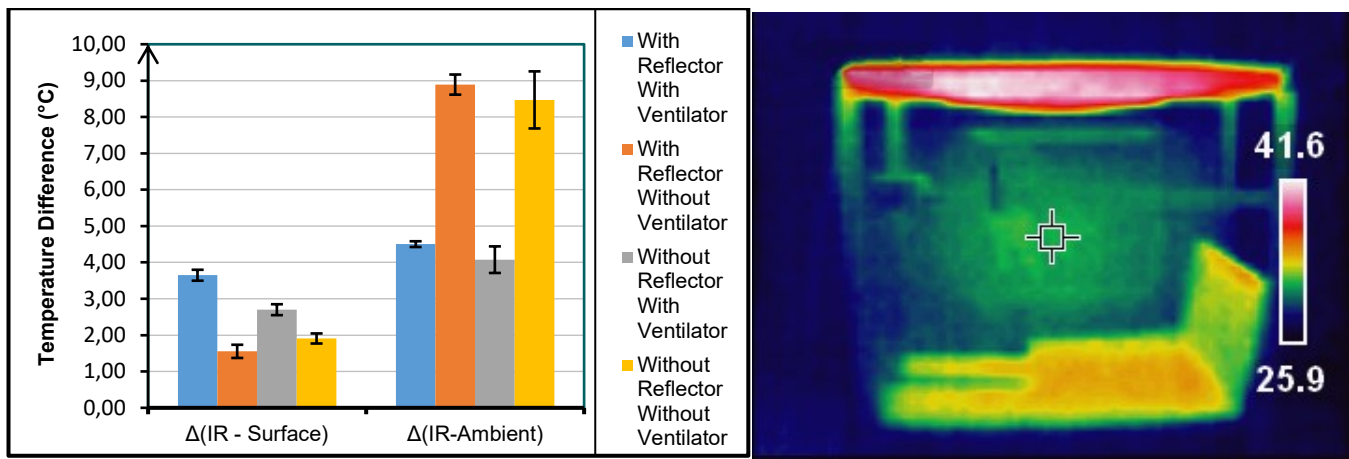 Temperature Difference (°C)
10,00
9,00
8,00
7,00
6,00
5,00
4,00
3,00
2,00
1,00
0,00
Δ(IR - Surface)
Δ(IR-Ambient)
With
Reflector
With
Ventilator
With
Reflector
Without
Ventilator
Without
Reflector
With
Ventilator
Without
Reflector
Without
Ventilator
41.6
25.9